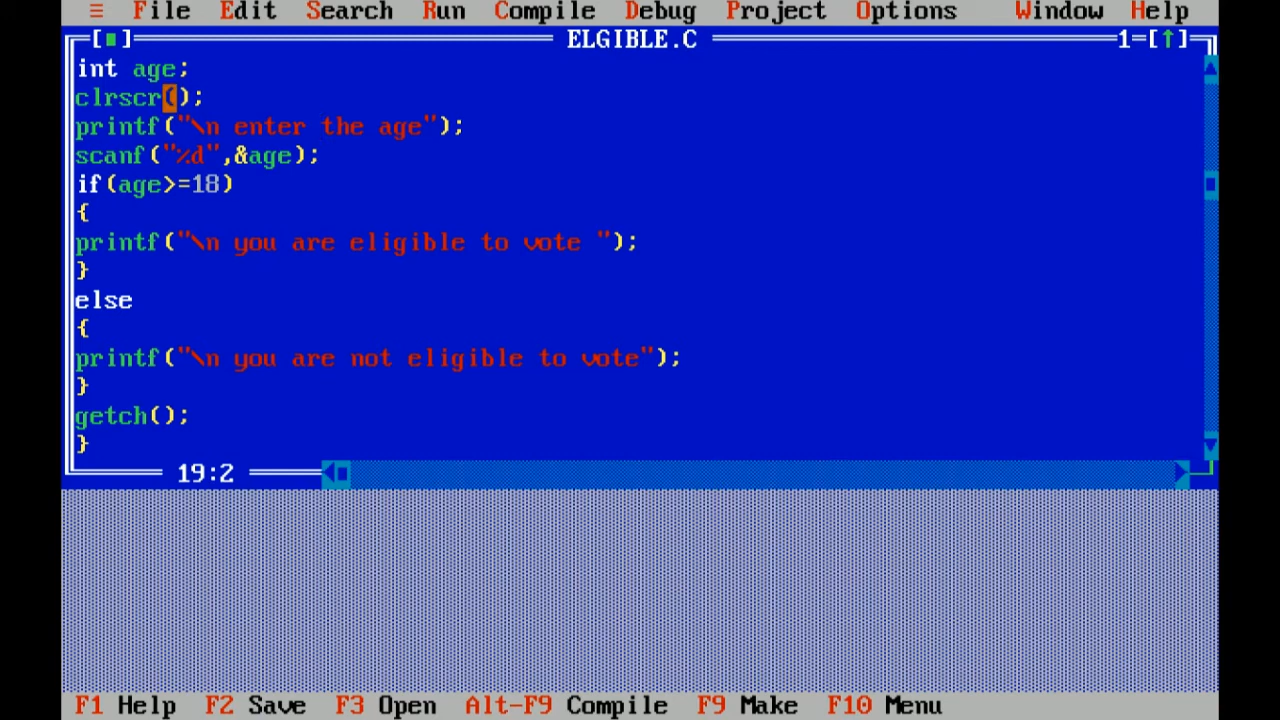 ≡ File Edit Search Run Compile Debug Project Options Window Help
[■] ELGIBLE.C 1=[↑]
int age;
clrscr();
printf("\n enter the age");
scanf("%d",&age);
if(age>=18)
{
printf("\n you are eligible to vote ");
}
else
{
printf("\n you are not eligible to vote");
}
getch();
}
19:2
F1 Help F2 Save F3 Open Alt-F9 Compile F9 Make F10 Menu